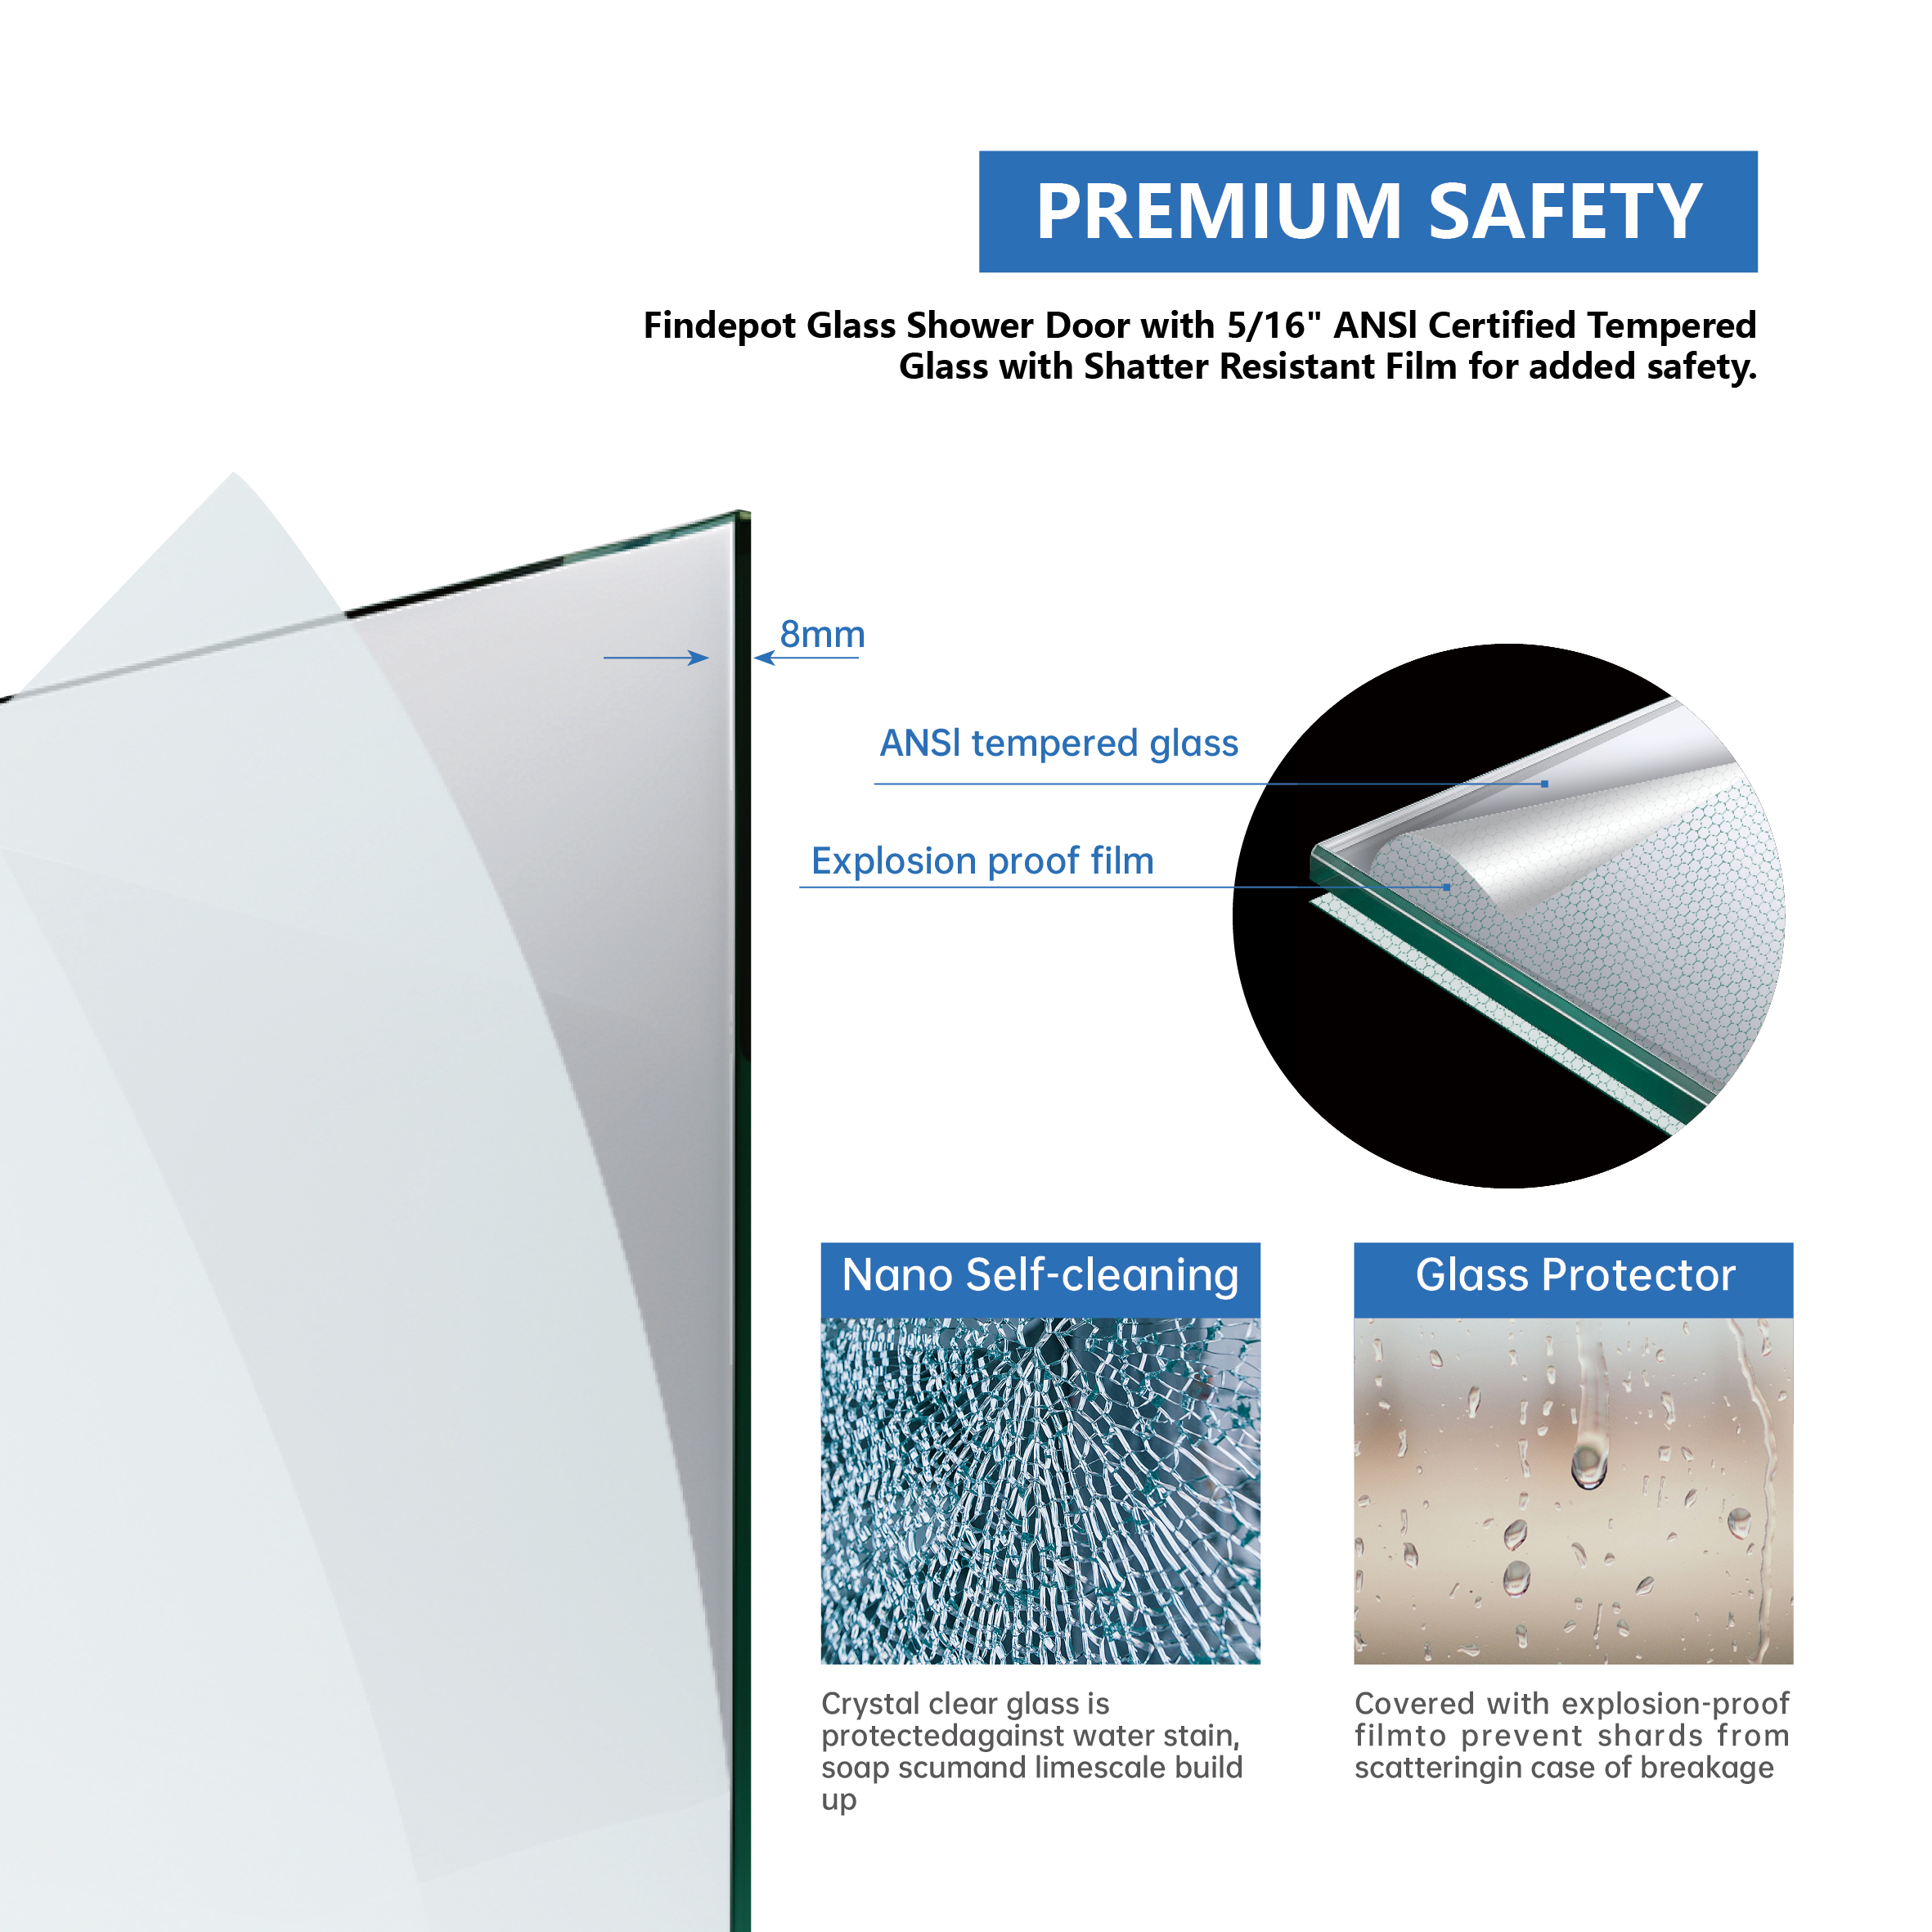 PREMIUM SAFETY
Findepot Glass Shower Door with 5/16" ANSl Certified Tempered
Glass with Shatter Resistant Film for added safety.
8mm
ANSl tempered glass
Explosion proof film
Nano Self-cleaning
Crystal clear glass is
protectedagainst water stain,
soap scumand limescale build
up
Glass Protector
Covered with explosion-proof
filmto prevent shards from
scatteringin case of breakage